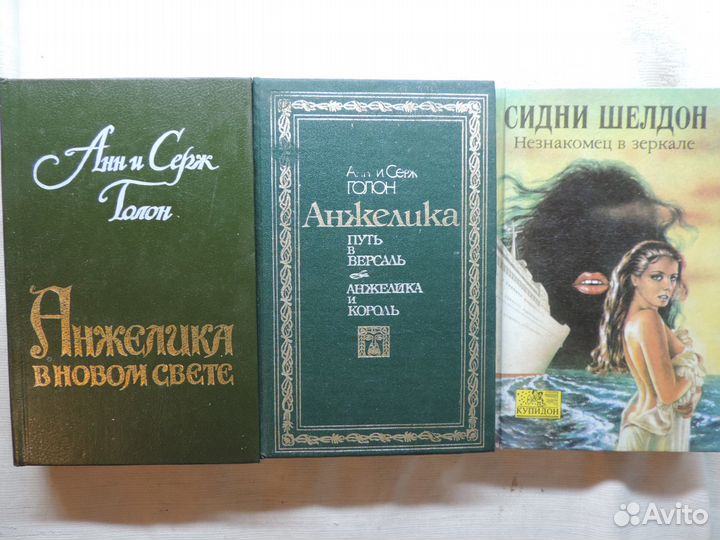 Анн и Серж
Голон
Анжелика
в новом свете
Анн и Серж
Голон
Анжелика
путь
в
Версаль
Анжелика
и
король
СИДНИ ШЕЛДОН
Незнакомец в зеркале
КУПИДОН
Avito